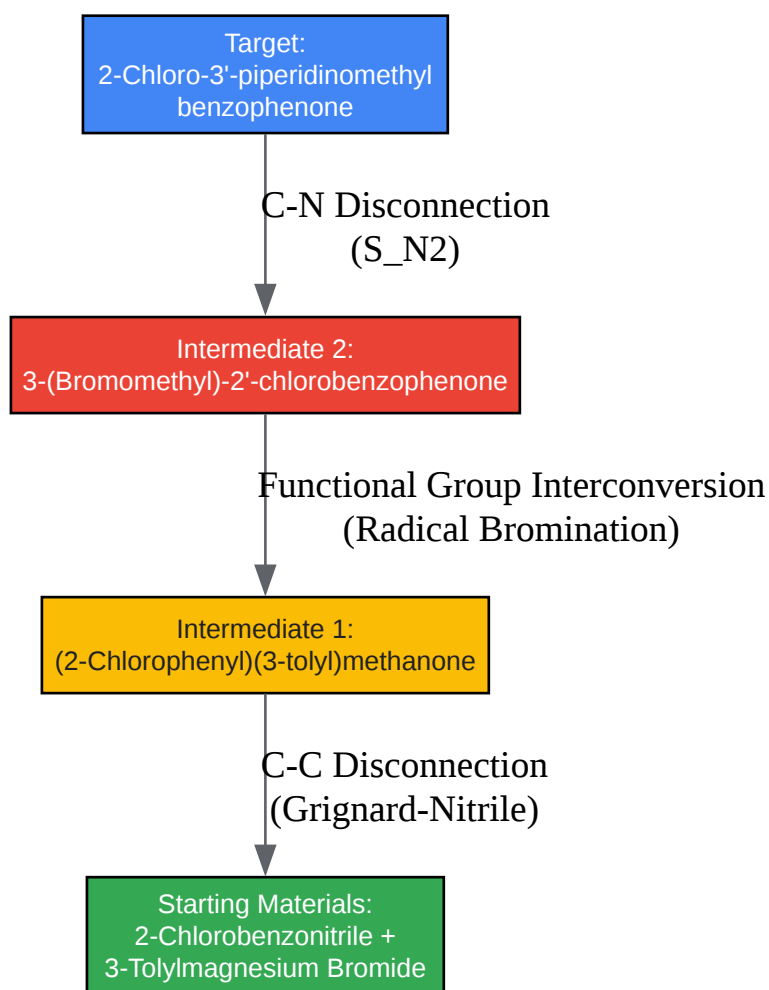 Target:
2-Chloro-3'-piperidinomethyl
benzophenone
C-N Disconnection
(S_N2)
Intermediate 2:
3-(Bromomethyl)-2'-chlorobenzophenone
Functional Group Interconversion
(Radical Bromination)
Intermediate 1:
(2-Chlorophenyl)(3-tolyl)methanone
C-C Disconnection
(Grignard-Nitrile)
Starting Materials:
2-Chlorobenzonitrile +
3-Tolylmagnesium Bromide